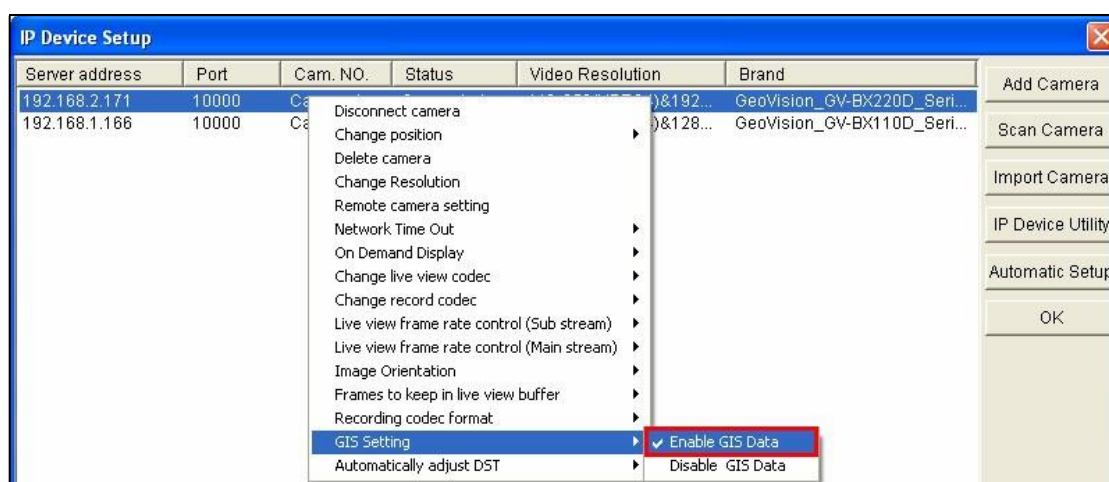 IP Device Setup
Server address Port Cam. NO. Status Video Resolution Brand
192.168.2.171 10000 GeoVision_GV-BX220D_Seri...
192.168.1.166 10000 )&128... GeoVision_GV-BX110D_Seri...
Disconnect camera
Change position
Delete camera
Change Resolution
Remote camera setting
Network Time Out
On Demand Display
Change live view codec
Change record codec
Live view frame rate control (Sub stream)
Live view frame rate control (Main stream)
Image Orientation
Frames to keep in live view buffer
Recording codec format
GIS Setting
Automatically adjust DST
Enable GIS Data
Disable GIS Data
Add Camera
Scan Camera
Import Camera
IP Device Utility
Automatic Setup
OK